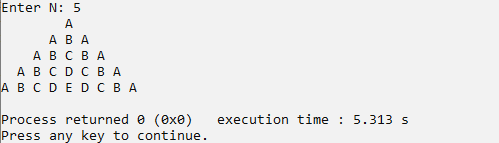 Enter N: 5
        A
      A B A
    A B C B A
  A B C D C B A
A B C D E D C B A

Process returned 0 (0x0)   execution time : 5.313 s
Press any key to continue.